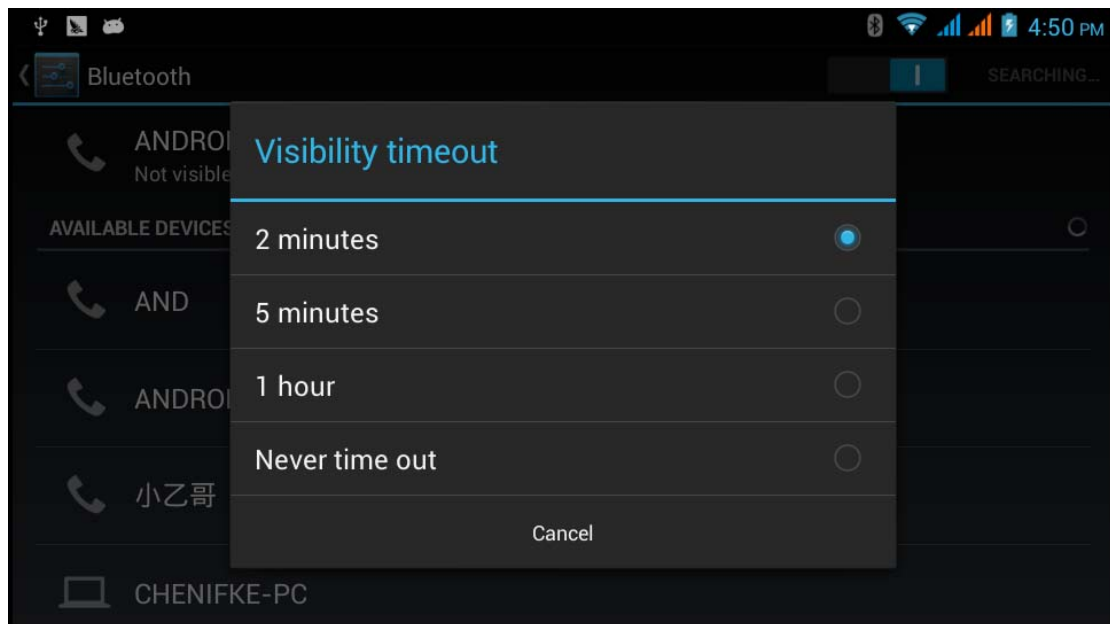 4:50 PM
Bluetooth
SEARCHING...
ANDROI
Not visible
Visibility timeout
AVAILABLE DEVICES
2 minutes
AND
5 minutes
ANDROI
1 hour
小乙哥
Never time out
Cancel
CHENIFKE-PC